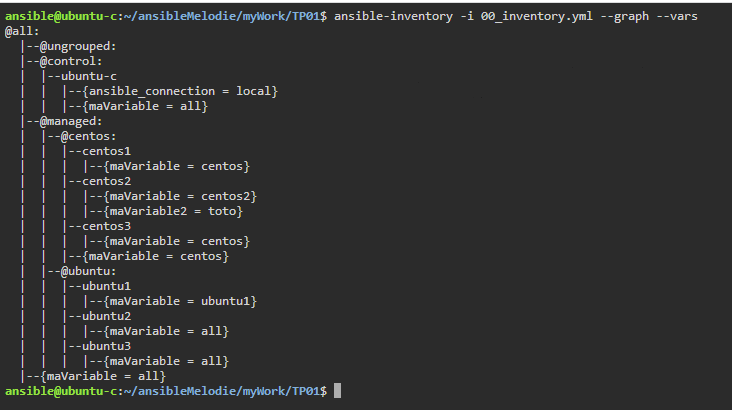 ansible@ubuntu-c:~/ansibleMelodie/myWork/TP01$ ansible-inventory -i 00_inventory.yml --graph --vars
@all:
  |--@ungrouped:
  |--@control:
  |  |--ubuntu-c
  |  |  |--{ansible_connection = local}
  |  |  |--{maVariable = all}
  |--@managed:
  |  |--@centos:
  |  |  |--centos1
  |  |  |  |--{maVariable = centos}
  |  |  |--centos2
  |  |  |  |--{maVariable = centos2}
  |  |  |  |--{maVariable2 = toto}
  |  |  |--centos3
  |  |  |  |--{maVariable = centos}
  |  |  |--{maVariable = centos}
  |  |--@ubuntu:
  |  |  |--ubuntu1
  |  |  |  |--{maVariable = ubuntu1}
  |  |  |--ubuntu2
  |  |  |  |--{maVariable = all}
  |  |  |--ubuntu3
  |  |  |  |--{maVariable = all}
  |--{maVariable = all}
ansible@ubuntu-c:~/ansibleMelodie/myWork/TP01$